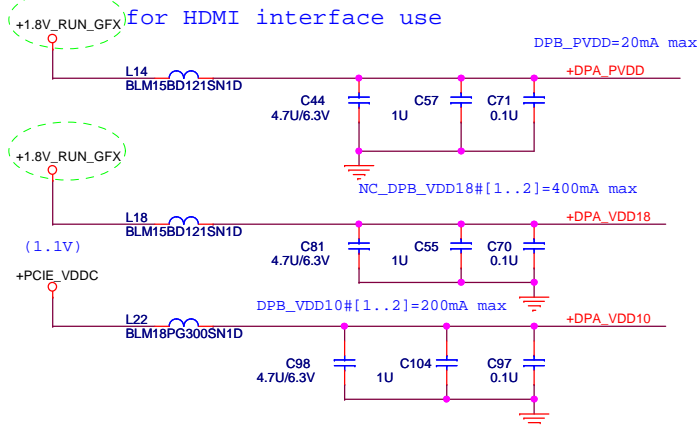 for HDMI interface use
+1.8V_RUN_GFX
DPB_PVDD=20mA max
L14
BLM15BD121SN1D
+DPA_PVDD
C44
4.7U/6.3V
C57
1U
C71
0.1U
+1.8V_RUN_GFX
NC_DPB_VDD18#[1..2]=400mA max
L18
BLM15BD121SN1D
+DPA_VDD18
(1.1V)
C81
4.7U/6.3V
C55
1U
C70
0.1U
+PCIE_VDDC
DPB_VDD10#[1..2]=200mA max
L22
BLM18PG300SN1D
+DPA_VDD10
C98
4.7U/6.3V
C104
1U
C97
0.1U